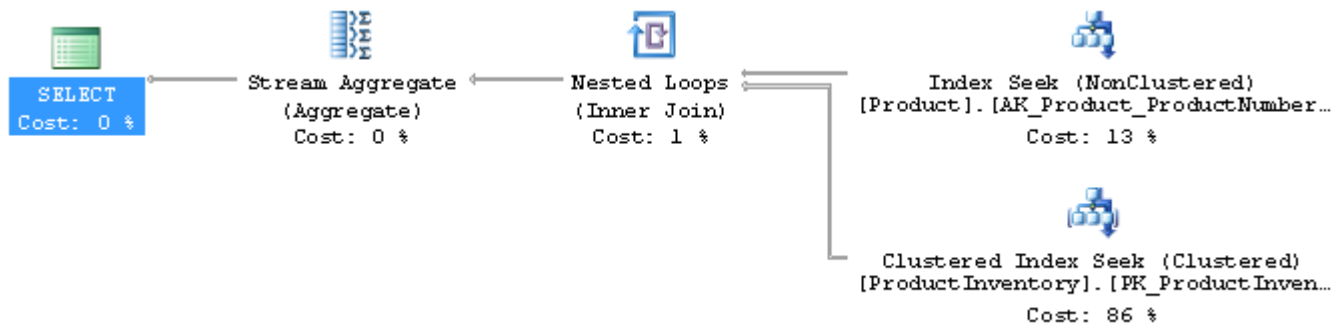 SELECT
Cost: 0 %
Stream Aggregate
(Aggregate)
Cost: 0 %
Nested Loops
(Inner Join)
Cost: 1 %
Index Seek (NonClustered)
[Product].[AK_Product_ProductNumber…
Cost: 13 %
Clustered Index Seek (Clustered)
[ProductInventory].[PK_ProductInven…
Cost: 86 %